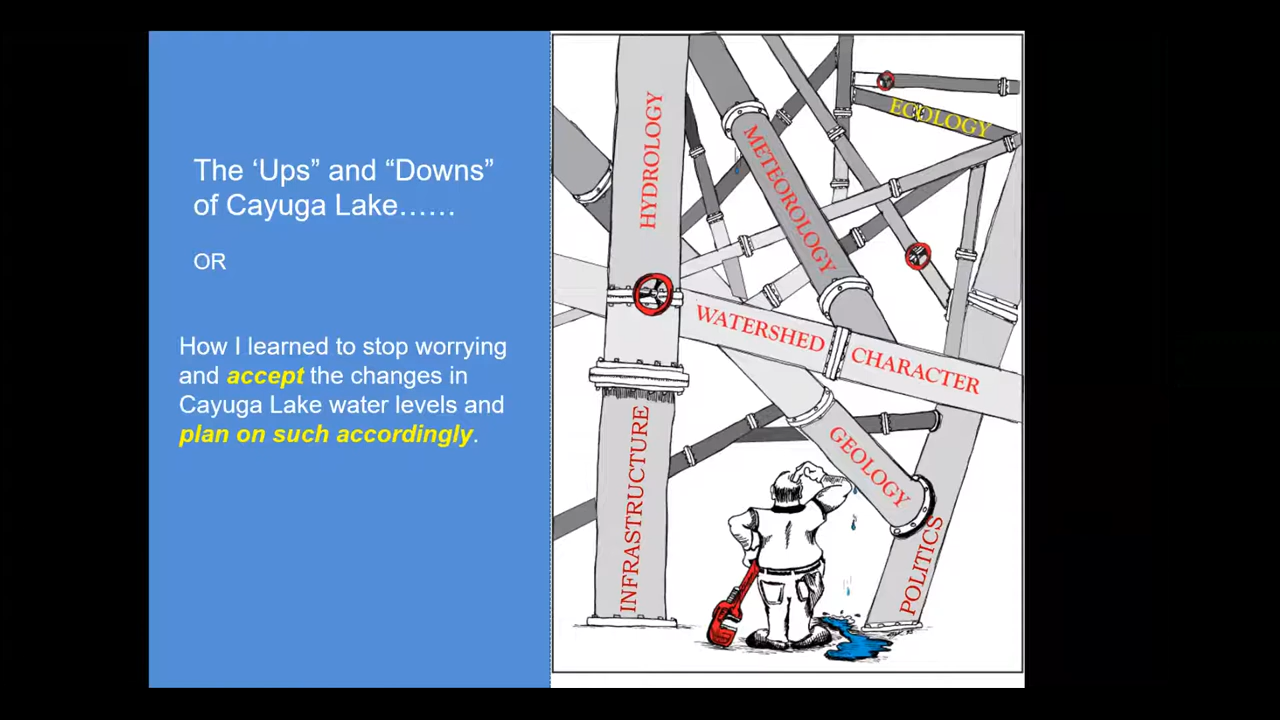 The ‘Ups” and “Downs”
of Cayuga Lake……
OR
How I learned to stop worrying
and accept the changes in
Cayuga Lake water levels and
plan on such accordingly.
HYDROLOGY
METEOROLOGY
ECOLOGY
WATERSHED CHARACTER
INFRASTRUCTURE
GEOLOGY
POLITICS